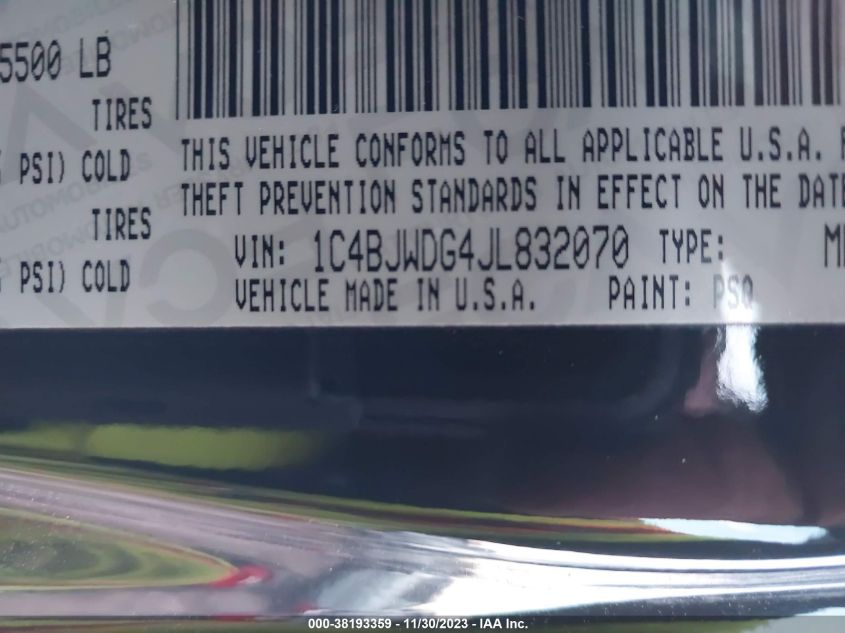 5500 LB
TIRES
PSI) COLD
TIRES
PSI) COLD
THIS VEHICLE CONFORMS TO ALL APPLICABLE U.S.A.
THEFT PREVENTION STANDARDS IN EFFECT ON THE DATE
VIN: 1C4BJWDG4JL832070 TYPE:
VEHICLE MADE IN U.S.A. PAINT: PSQ
000-38193359 - 11/30/2023 - IAA Inc.